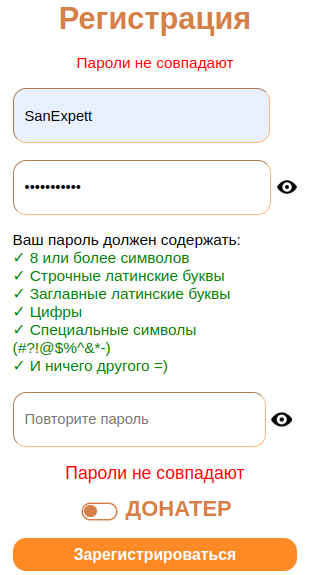 Регистрация
Пароли не совпадают
SanExpett
•••••••••••
Ваш пароль должен содержать:
✓ 8 или более символов
✓ Строчные латинские буквы
✓ Заглавные латинские буквы
✓ Цифры
✓ Специальные символы
(#?!@$%^&*-)
✓ И ничего другого =)
Повторите пароль
Пароли не совпадают
ДОНАТЕР
Зарегистрироваться